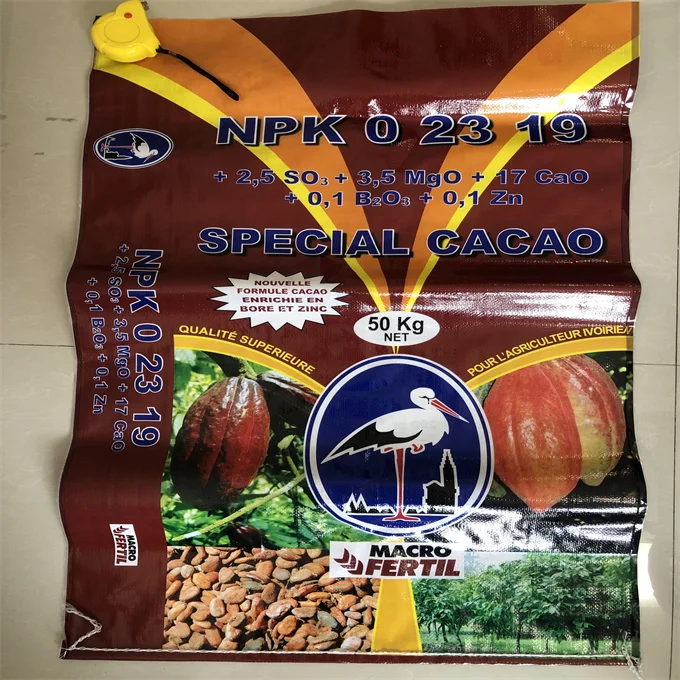 NPK 0 23 19
+ 2,5 SO₃ + 3,5 MgO + 17 CaO
+ 0,1 B₂O₃ + 0,1 Zn
SPECIAL CACAO
NOUVELLE
FORMULE CACAO
ENRICHIE EN
BORE ET ZINC
50 Kg
NET
QUALITÉ SUPERIEURE
POUR L'AGRICULTEUR IVOIRIEN
MACRO
FERTIL
NPK 0 23 19
+ 2,5 SO₃ + 3,5 MgO + 17 CaO
+ 0,1 B₂O₃ + 0,1 Zn
MACRO
FERTIL